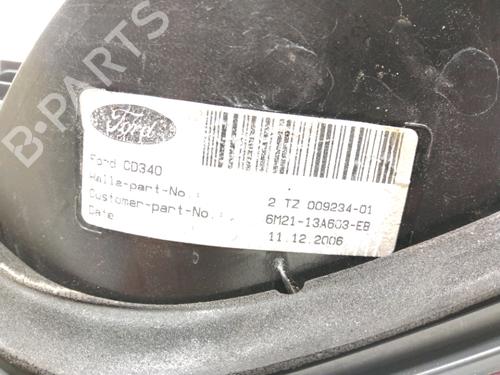 B-PARTS
Ford
Ford CD340
Hella-part-No.: 2 TZ 009234-01
Customer-part-No.: 6M21-13A603-EB
Date 11.12.2006